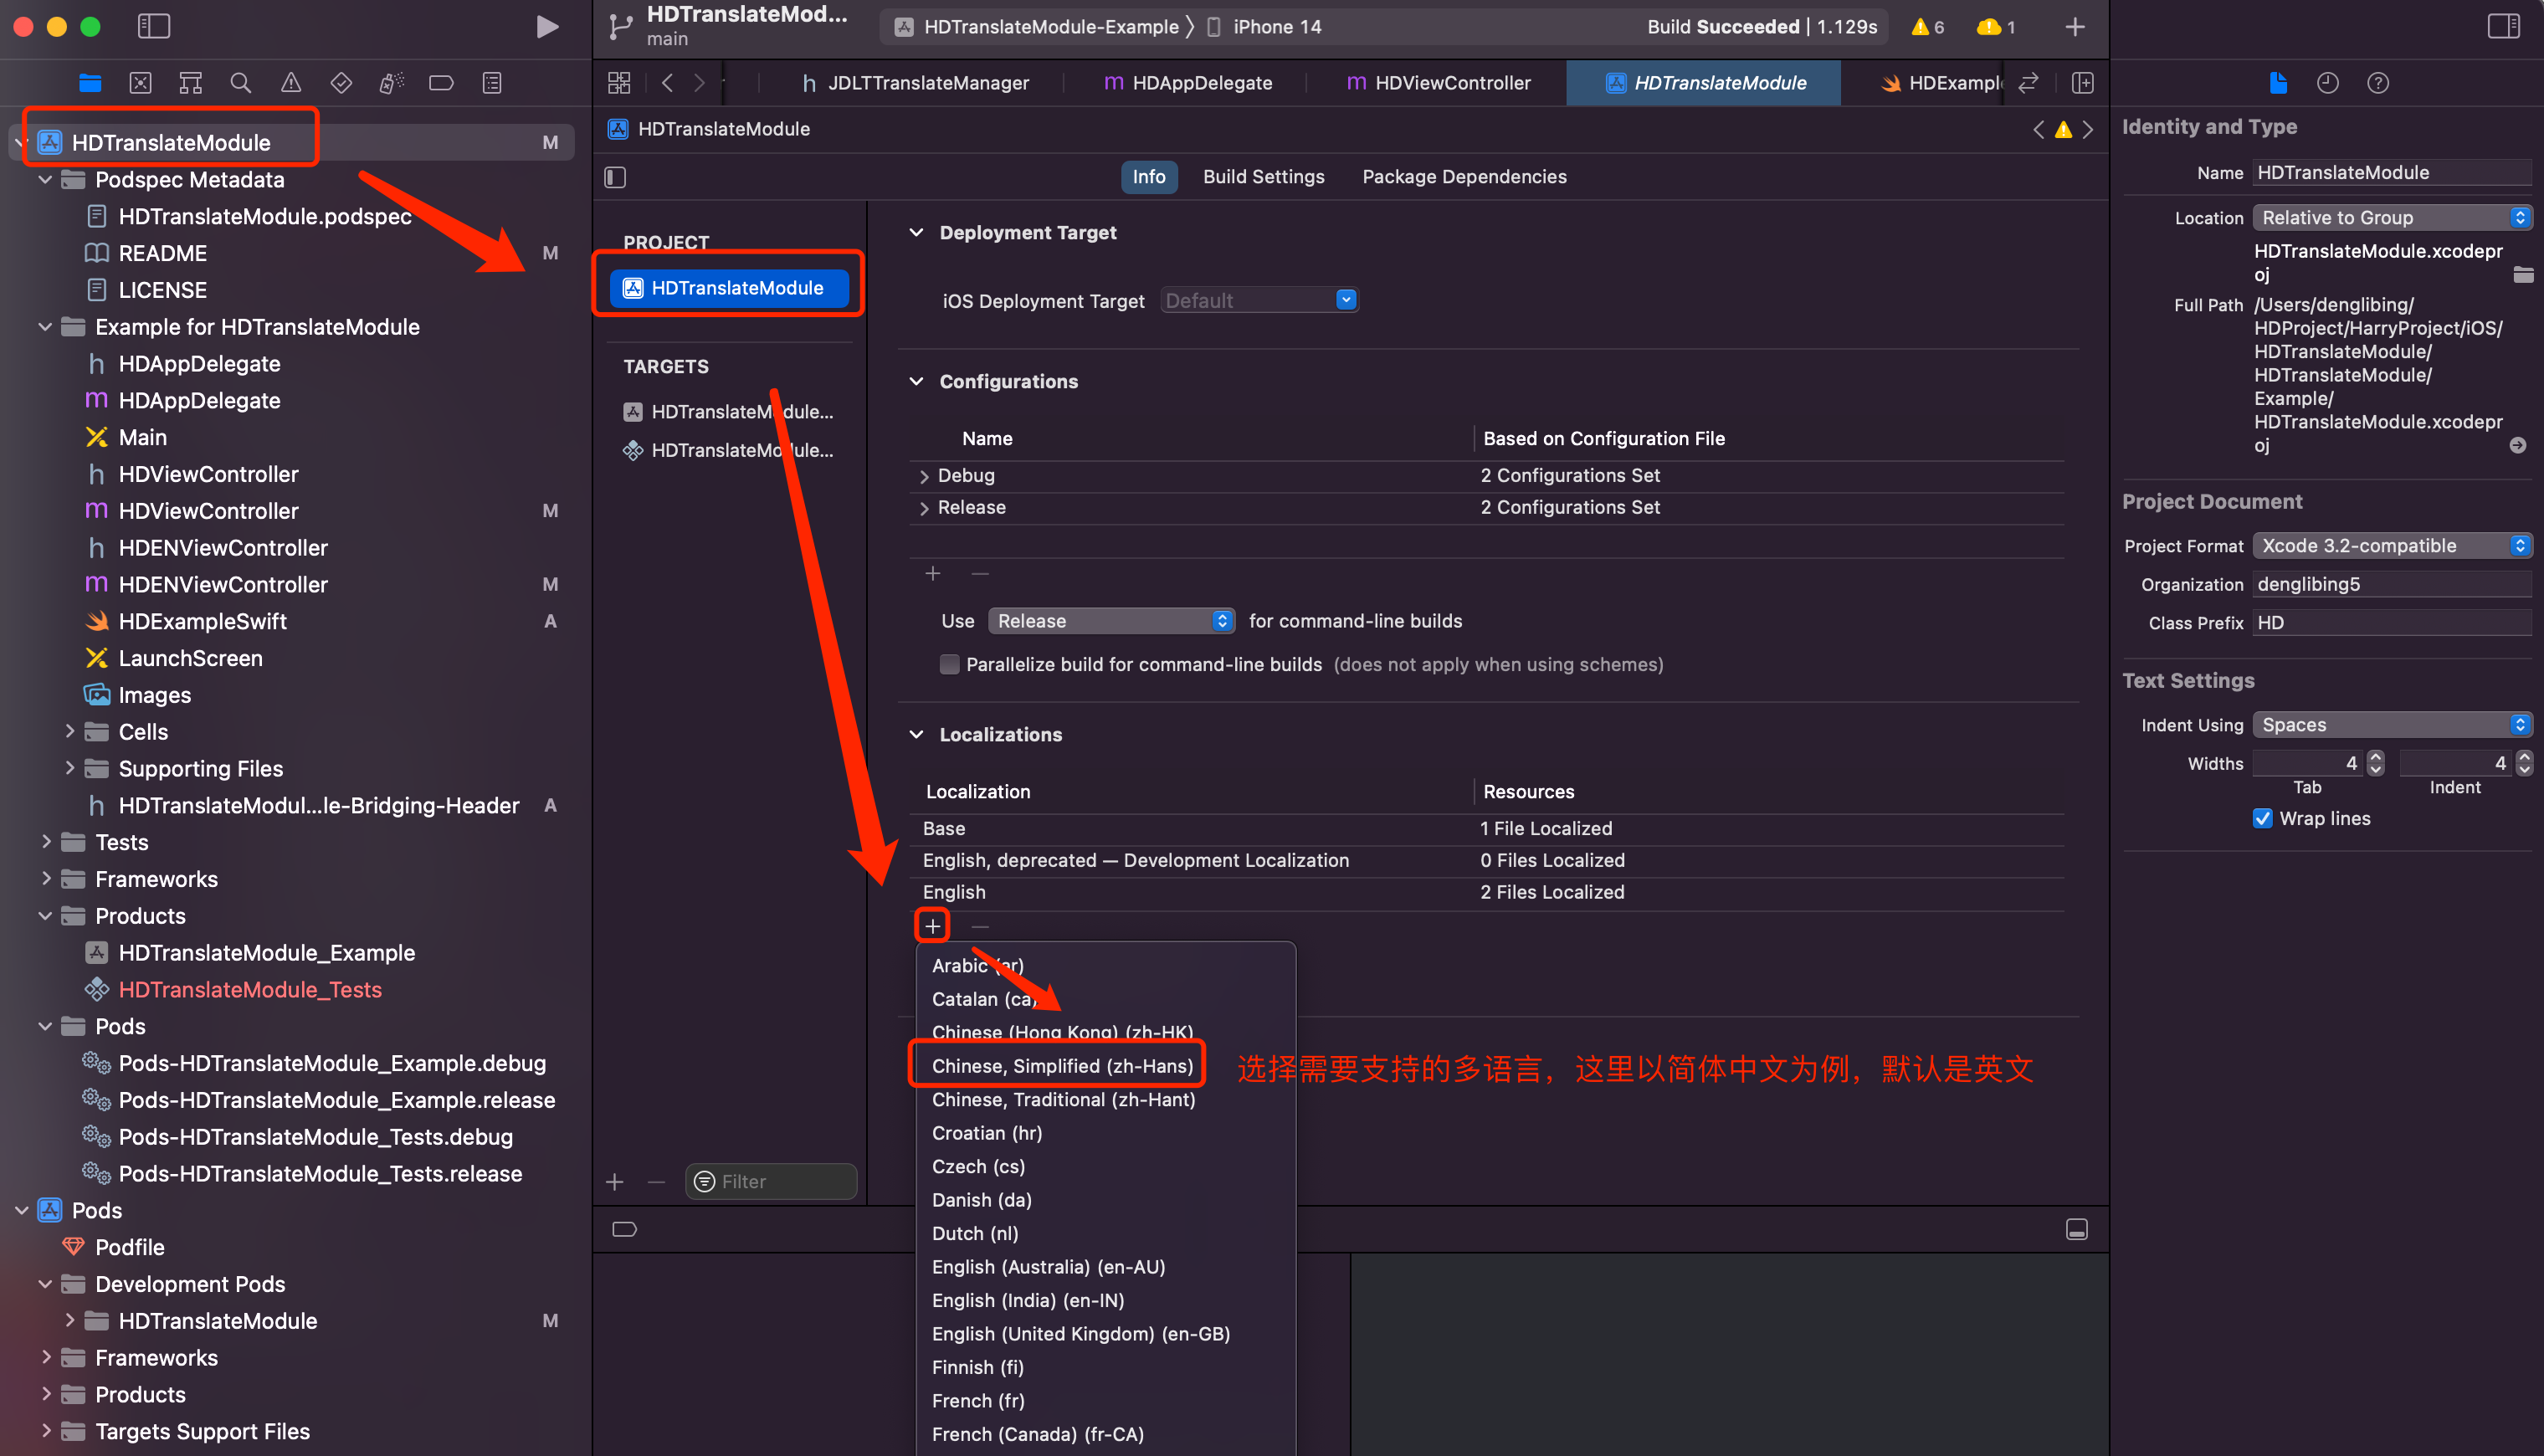 HDTranslateMod...
main
HDTranslateModule-Example
iPhone 14
Build Succeeded | 1.129s
6
1
h JDLTTranslateManager
m HDAppDelegate
m HDViewController
HDTranslateModule
HDTranslateModule M
Podspec Metadata
HDTranslateModule.podspec
README M
LICENSE
Example for HDTranslateModule
h HDAppDelegate
m HDAppDelegate
Main
h HDViewController
m HDViewController M
h HDENViewController
m HDENViewController M
HDExampleSwift A
LaunchScreen
Images
Cells
Supporting Files
h HDTranslateModul...le-Bridging-Header A
Tests
Frameworks
Products
HDTranslateModule_Example
HDTranslateModule_Tests
Pods
Pods-HDTranslateModule_Example.debug
Pods-HDTranslateModule_Example.release
Pods-HDTranslateModule_Tests.debug
Pods-HDTranslateModule_Tests.release
Pods
Podfile
Development Pods
HDTranslateModule M
Frameworks
Products
Targets Support Files
HDTranslateModule
Info
Build Settings
Package Dependencies
PROJECT
HDTranslateModule
TARGETS
HDTranslateModule...
HDTranslateModule...
Filter
Deployment Target
iOS Deployment Target Default
Configurations
Name Based on Configuration File
Debug 2 Configurations Set
Release 2 Configurations Set
Use Release for command-line builds
Parallelize build for command-line builds (does not apply when using schemes)
Localizations
Localization Resources
Base 1 File Localized
English, deprecated — Development Localization 0 Files Localized
English 2 Files Localized
Arabic (ar)
Catalan (ca)
Chinese (Hong Kong) (zh-HK)
Chinese, Simplified (zh-Hans)
选择需要支持的多语言，这里以简体中文为例，默认是英文
Chinese, Traditional (zh-Hant)
Croatian (hr)
Czech (cs)
Danish (da)
Dutch (nl)
English (Australia) (en-AU)
English (India) (en-IN)
English (United Kingdom) (en-GB)
Finnish (fi)
French (fr)
French (Canada) (fr-CA)
Identity and Type
Name HDTranslateModule
Location Relative to Group
HDTranslateModule.xcodepr
oj
Full Path /Users/denglibing/
HDProject/HarryProject/iOS/
HDTranslateModule/
HDTranslateModule/
Example/
HDTranslateModule.xcodepr
oj
Project Document
Project Format Xcode 3.2-compatible
Organization denglibing5
Class Prefix HD
Text Settings
Indent Using Spaces
Widths 4 4
Tab Indent
Wrap lines